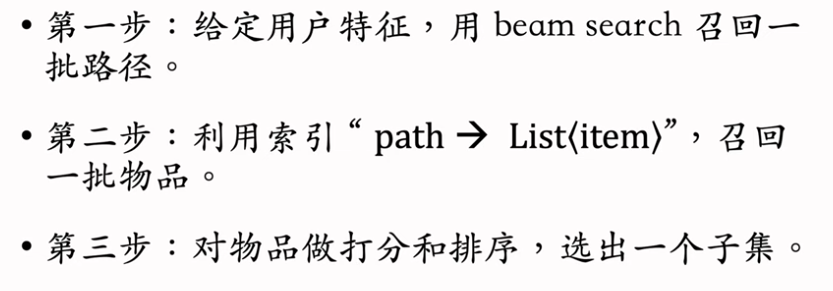 • 第一步：给定用户特征，用 beam search 召回一
批路径。
• 第二步：利用索引“ path → List⟨item⟩”，召回
一批物品。
• 第三步：对物品做打分和排序，选出一个子集。